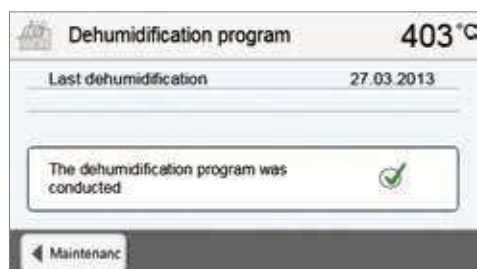 Dehumidification program 403 °C
Last dehumidification 27.03.2013
The dehumidification program was
conducted
Maintenanc